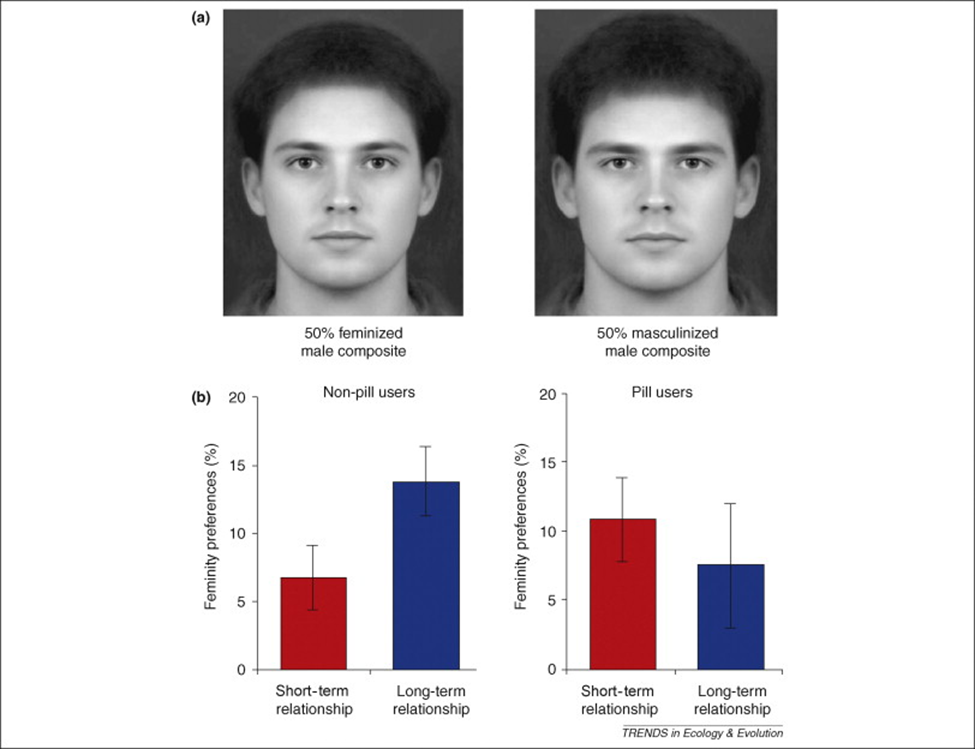 (a)
50% feminized
male composite
50% masculinized
male composite
(b)
Non-pill users
Feminity preferences (%)
20
15
10
5
0
Short-term
relationship
Long-term
relationship
Pill users
Feminity preferences (%)
20
15
10
5
0
Short-term
relationship
Long-term
relationship
TRENDS in Ecology & Evolution